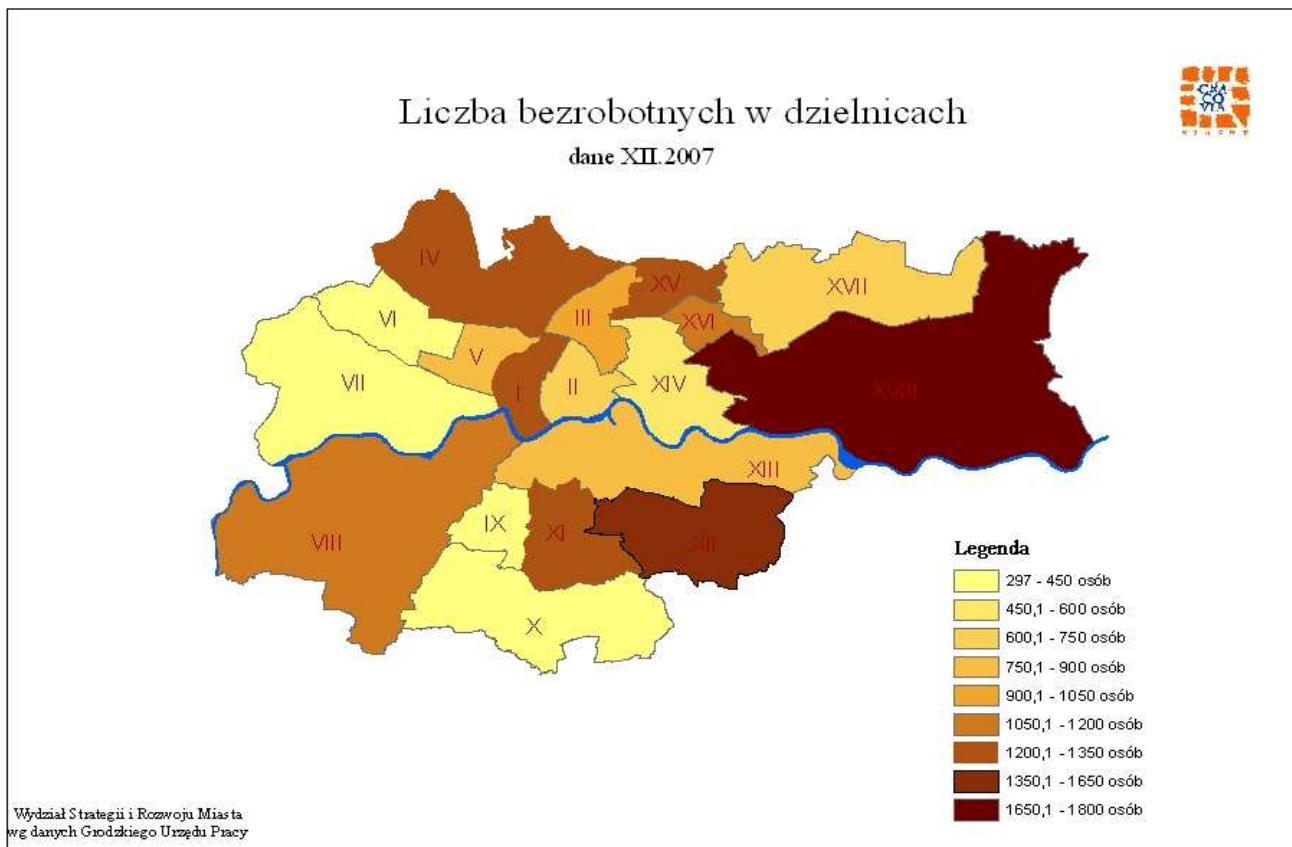 Liczba bezrobotnych w dzielnicach
dane XII.2007
CRA
CO
VIA
IV
XV
XVII
VI
III
XVI
V
VII
I
II
XIV
XVIII
XIII
IX
XI
XII
VIII
X
Legenda
297 - 450 osób
450,1 - 600 osób
600,1 - 750 osób
750,1 - 900 osób
900,1 - 1050 osób
1050,1 - 1200 osób
1200,1 - 1350 osób
1350,1 - 1650 osób
1650,1 - 1800 osób
Wydział Strategii i Rozwoju Miasta
wg danych Grodzkiego Urzędu Pracy